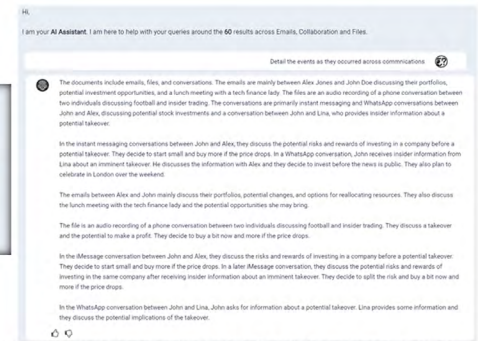 Hi,
I am your AI Assistant. I am here to help with your queries around the 60 results across Emails, Collaboration and Files.
Detail the events as they occurred across commnications
The documents include emails, files, and conversations. The emails are mainly between Alex Jones and John Doe discussing their portfolios,
potential investment opportunities, and a lunch meeting with a tech finance lady. The files are an audio recording of a phone conversation between
two individuals discussing football and insider trading. The conversations are primarily instant messaging and WhatsApp conversations between
John and Alex, discussing potential stock investments and a conversation between John and Lina, who provides insider information about a
potential takeover.
In the instant messaging conversations between John and Alex, they discuss the potential risks and rewards of investing in a company before a
potential takeover. They decide to start small and buy more if the price drops. In a WhatsApp conversation, John receives insider information from
Lina about an imminent takeover. He discusses the information with Alex and they decide to invest before the news is public. They also plan to
celebrate in London over the weekend.
The emails between Alex and John mainly discuss their portfolios, potential changes, and options for reallocating resources. They also discuss
the lunch meeting with the tech finance lady and the potential opportunities she may bring.
The file is an audio recording of a phone conversation between two individuals discussing football and insider trading. They discuss a takeover
and the potential to make a profit. They decide to buy a bit now and more if the price drops.
In the iMessage conversation between John and Alex, they discuss the risks and rewards of investing in a company before a potential takeover.
They decide to start small and buy more if the price drops. In a later iMessage conversation, they discuss the potential risks and rewards of
investing in the same company after receiving insider information about an imminent takeover. They decide to split the risk and buy a bit now and
more if the price drops.
In the WhatsApp conversation between John and Lina, John asks for information about a potential takeover. Lina provides some information and
they discuss the potential implications of the takeover.